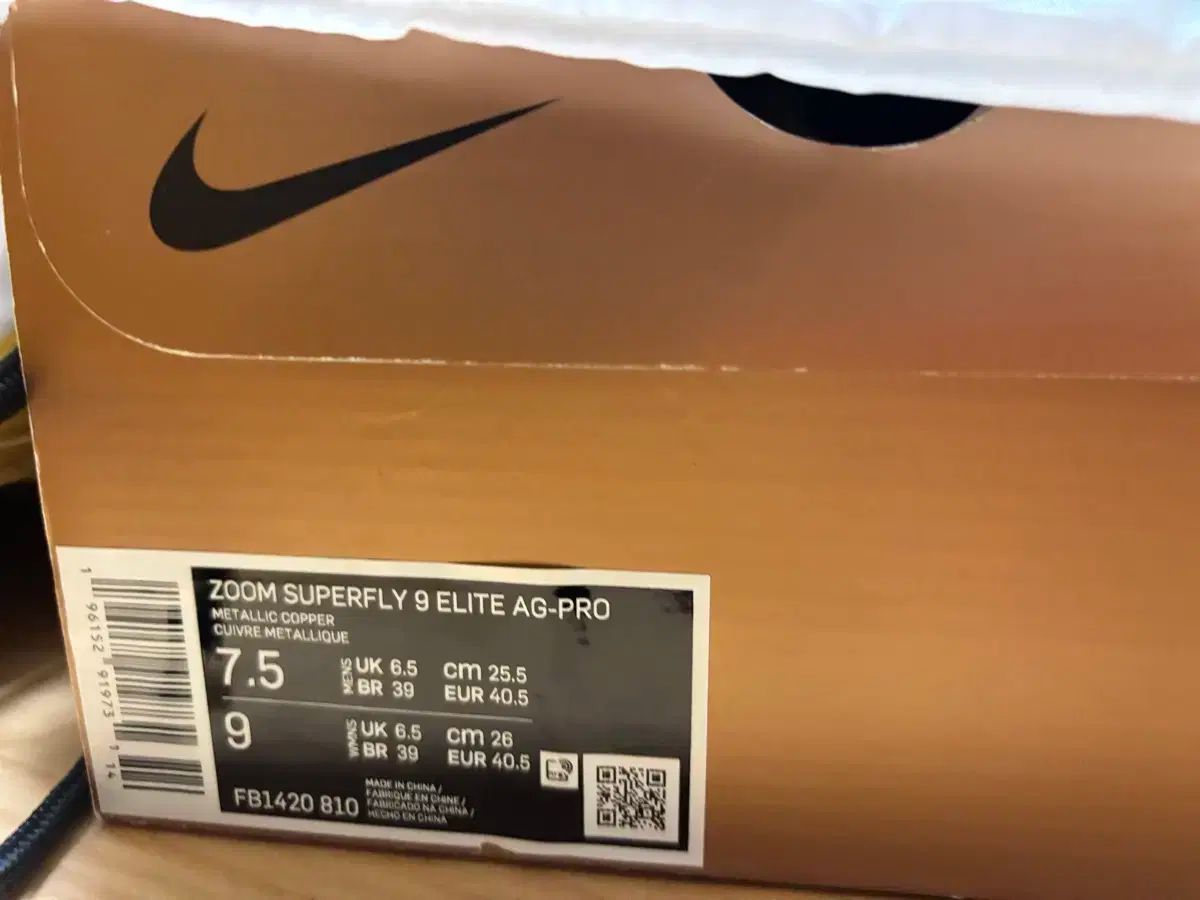 ZOOM SUPERFLY 9 ELITE AG-PRO
METALLIC COPPER
CUIVRE METALLIQUE
7.5 MENS UK 6.5 cm 25.5
BR 39 EUR 40.5
9 WMNS UK 6.5 cm 26
BR 39 EUR 40.5
FB1420 810
MADE IN CHINA /
FABRIQUE EN CHINE /
FABRICADO NA CHINA /
HECHO EN CHINA
1 96152 91973 1 14